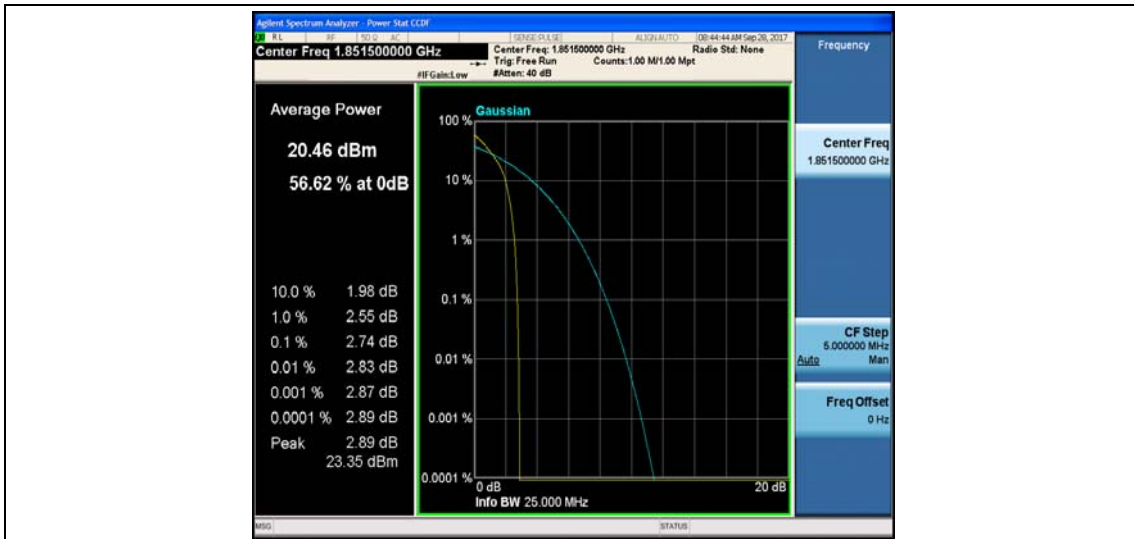 Agilent Spectrum Analyzer - Power Stat CCDF
RL RF 50 Ω AC SENSE:PULSE ALIGNAUTO 08:44:44 AM Sep 28, 2017
Center Freq 1.851500000 GHz
Center Freq: 1.851500000 GHz Radio Std: None
Trig: Free Run Counts:1.00 M/1.00 Mpt
#IFGain:Low #Atten: 40 dB
Frequency
Average Power
20.46 dBm
56.62 % at 0dB
10.0 % 1.98 dB
1.0 % 2.55 dB
0.1 % 2.74 dB
0.01 % 2.83 dB
0.001 % 2.87 dB
0.0001 % 2.89 dB
Peak 2.89 dB
23.35 dBm
Gaussian
100 %
10 %
1 %
0.1 %
0.01 %
0.001 %
0.0001 %
0 dB 20 dB
Info BW 25.000 MHz
Center Freq
1.851500000 GHz
CF Step
5.000000 MHz
Auto Man
Freq Offset
0 Hz
MSG STATUS